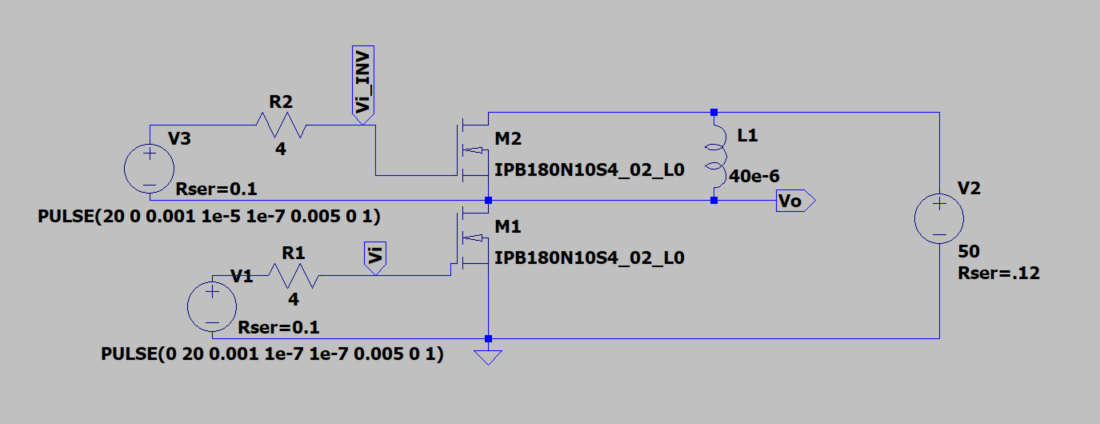 Vi_INV
R2
V3
4
M2
L1
IPB180N10S4_02_L0
40e-6
Rser=0.1
V2
Vo
PULSE(20 0 0.001 1e-5 1e-7 0.005 0 1)
M1
R1
Vi
50
IPB180N10S4_02_L0
V1
Rser=.12
4
Rser=0.1
PULSE(0 20 0.001 1e-7 1e-7 0.005 0 1)